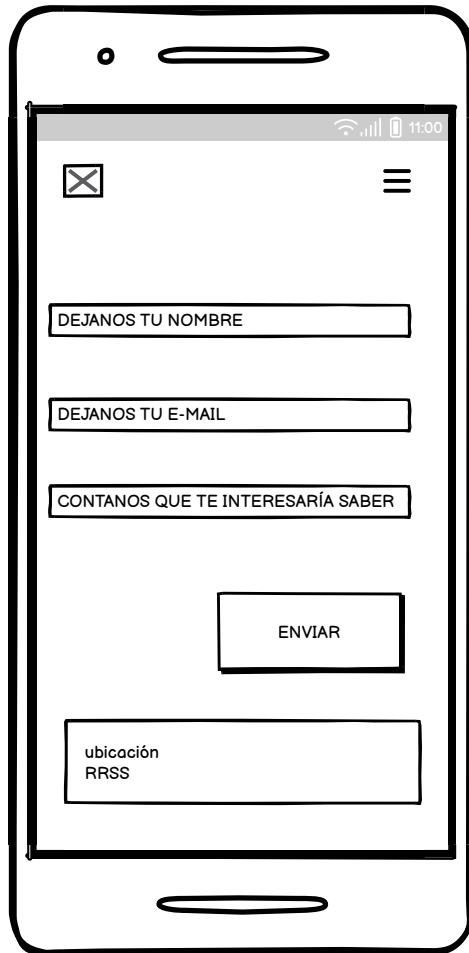 11:00
DEJANOS TU NOMBRE
DEJANOS TU E-MAIL
CONTANOS QUE TE INTERESARÍA SABER
ENVIAR
ubicación
RRSS